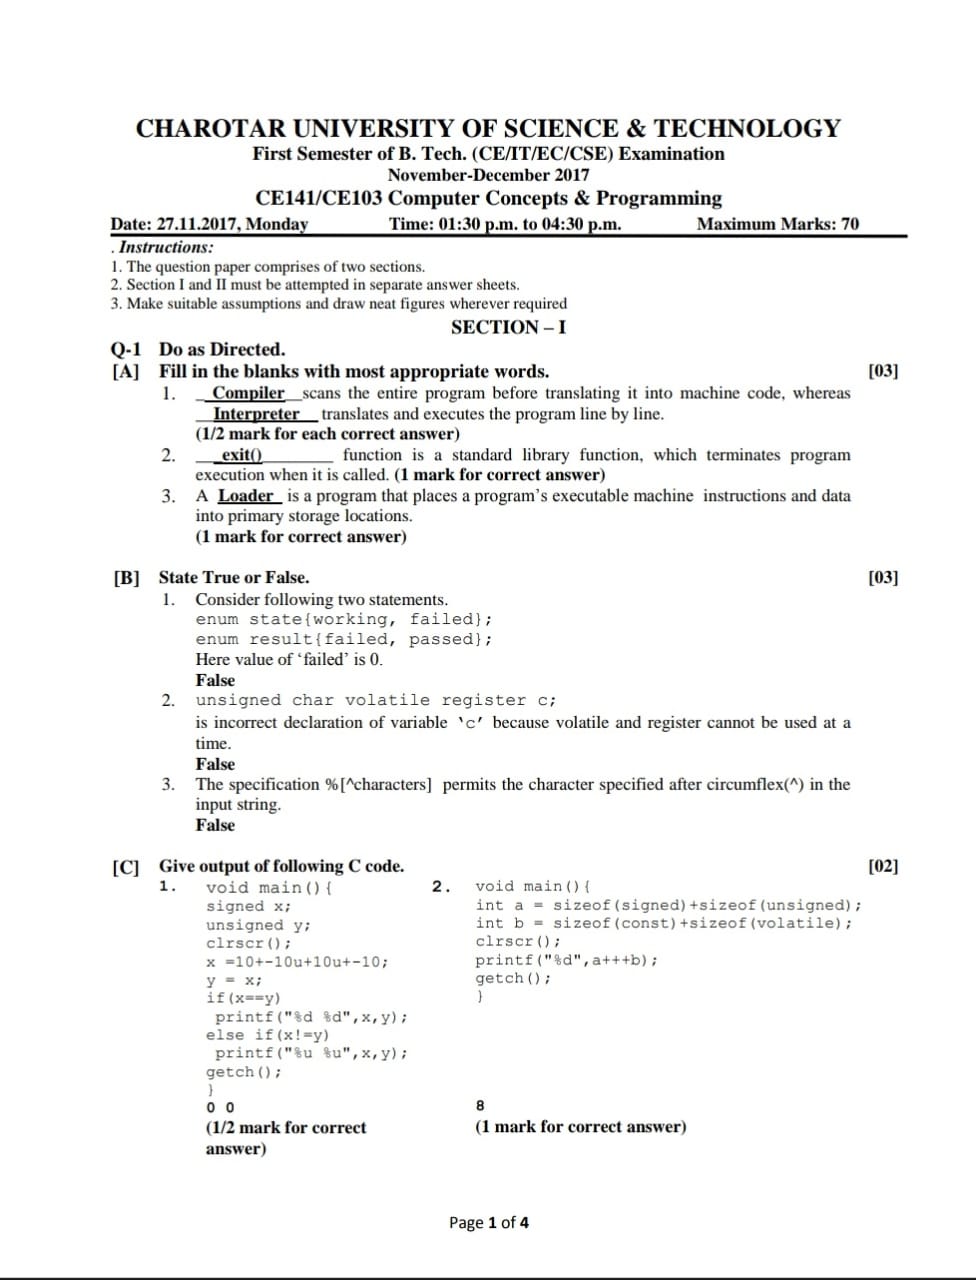 CHAROTAR UNIVERSITY OF SCIENCE & TECHNOLOGY
First Semester of B. Tech. (CE/IT/EC/CSE) Examination
November-December 2017
CE141/CE103 Computer Concepts & Programming
Date: 27.11.2017, Monday Time: 01:30 p.m. to 04:30 p.m. Maximum Marks: 70
. Instructions:
1. The question paper comprises of two sections.
2. Section I and II must be attempted in separate answer sheets.
3. Make suitable assumptions and draw neat figures wherever required
SECTION – I
Q-1 Do as Directed.
[A] Fill in the blanks with most appropriate words. [03]
1. __Compiler__scans the entire program before translating it into machine code, whereas
__Interpreter__ translates and executes the program line by line.
(1/2 mark for each correct answer)
2. ___exit()________ function is a standard library function, which terminates program
execution when it is called. (1 mark for correct answer)
3. A Loader_ is a program that places a program’s executable machine instructions and data
into primary storage locations.
(1 mark for correct answer)
[B] State True or False. [03]
1. Consider following two statements.
enum state{working, failed};
enum result{failed, passed};
Here value of ‘failed’ is 0.
False
2. unsigned char volatile register c;
is incorrect declaration of variable 'c' because volatile and register cannot be used at a
time.
False
3. The specification %[^characters] permits the character specified after circumflex(^) in the
input string.
False
[C] Give output of following C code. [02]
1. void main(){
signed x;
unsigned y;
clrscr();
x =10+-10u+10u+-10;
y = x;
if(x==y)
printf("%d %d",x,y);
else if(x!=y)
printf("%u %u",x,y);
getch();
}
0 0
(1/2 mark for correct
answer)
2. void main(){
int a = sizeof(signed)+sizeof(unsigned);
int b = sizeof(const)+sizeof(volatile);
clrscr();
printf("%d",a+++b);
getch();
}
8
(1 mark for correct answer)
Page 1 of 4